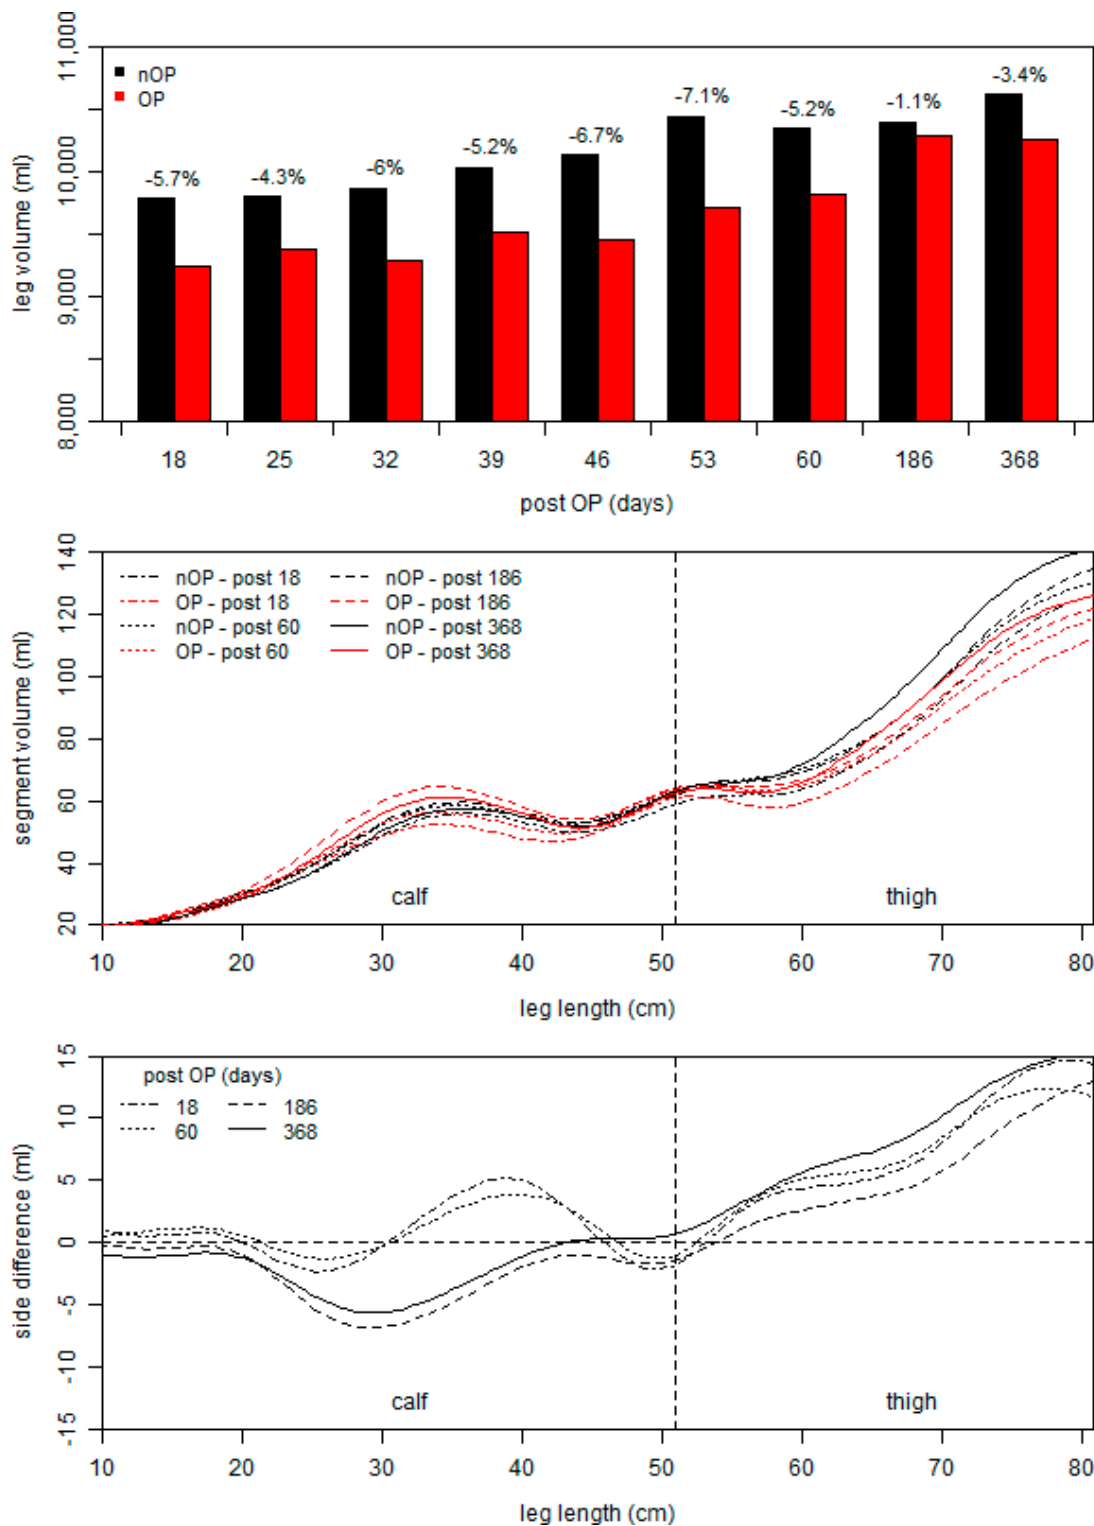 11,000
10,000
9,000
8,000
leg volume (ml)
nOP
OP
-5.7%
-4.3%
-6%
-5.2%
-6.7%
-7.1%
-5.2%
-1.1%
-3.4%
18 25 32 39 46 53 60 186 368
post OP (days)
140
120
100
80
60
40
20
segment volume (ml)
nOP - post 18 nOP - post 186
OP - post 18 OP - post 186
nOP - post 60 nOP - post 368
OP - post 60 OP - post 368
calf thigh
10 20 30 40 50 60 70 80
leg length (cm)
15
10
5
0
-5
-10
-15
side difference (ml)
post OP (days)
18 186
60 368
calf thigh
10 20 30 40 50 60 70 80
leg length (cm)